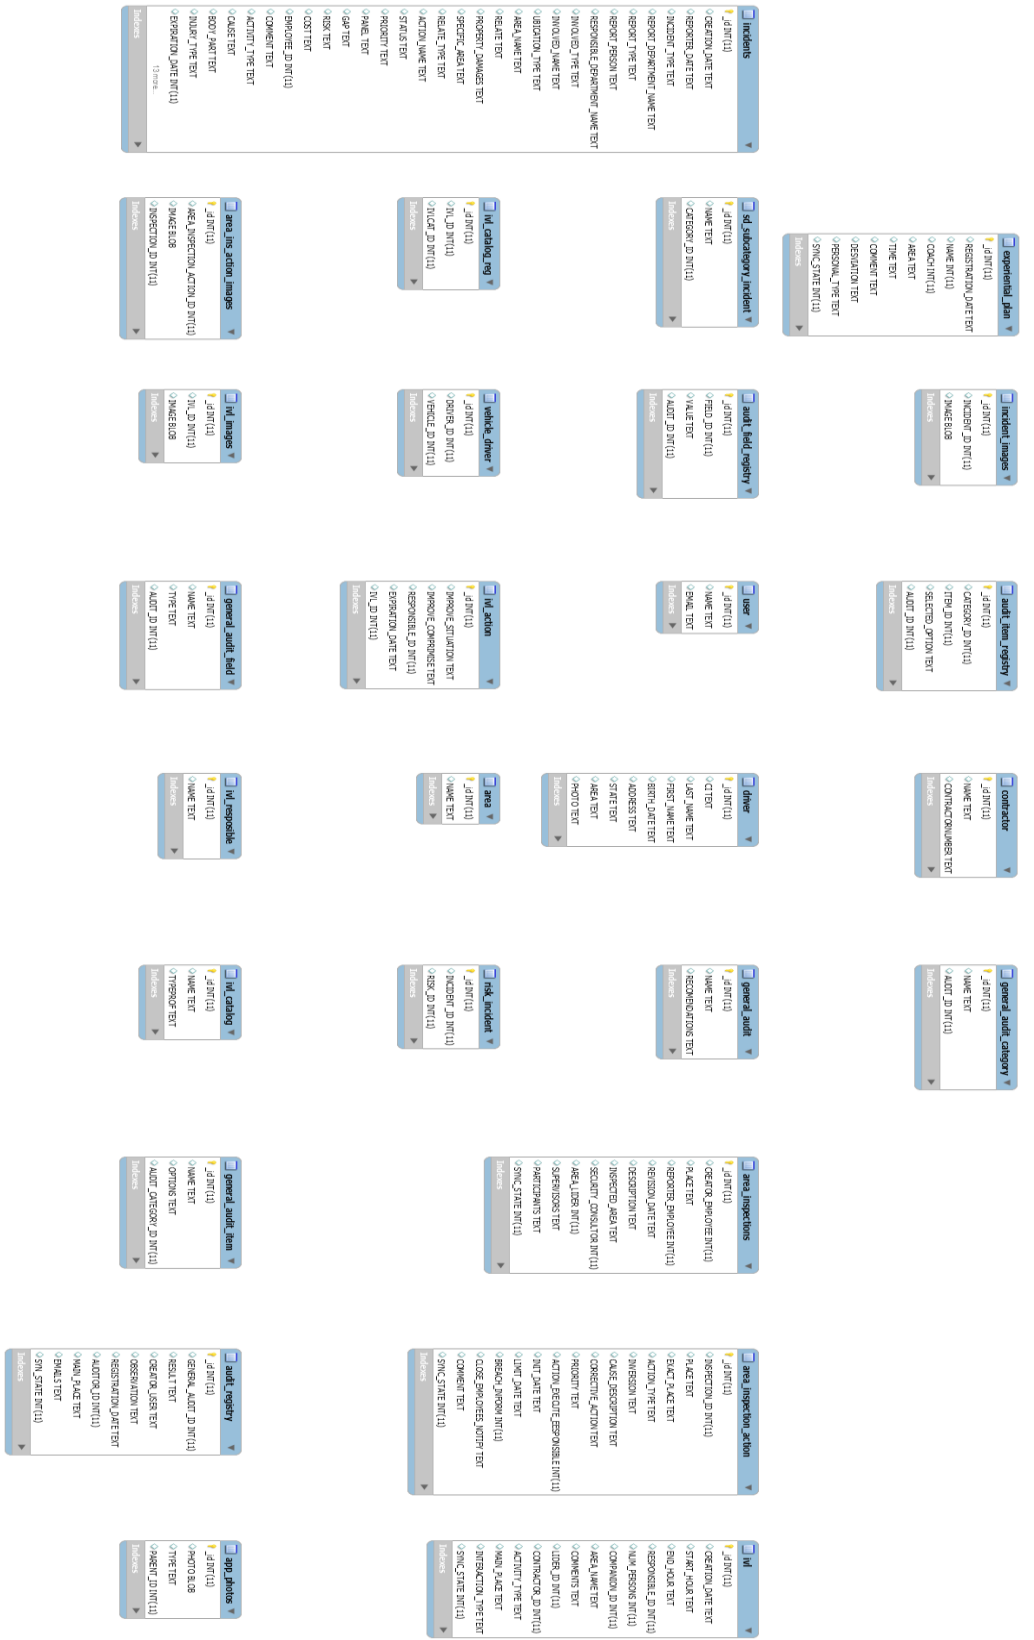 experiential_plan
_id INT(11)
REGISTRATION_DATE TEXT
NAME INT(11)
COACH INT(11)
AREA TEXT
TIME TEXT
COMMENT TEXT
DESVIATION TEXT
PERSONAL_TYPE TEXT
SYNC_STATE INT(11)
Indexes
incident_images
_id INT(11)
INCIDENT_ID INT(11)
IMAGE BLOB
Indexes
audit_item_registry
_id INT(11)
CATEGORY_ID INT(11)
ITEM_ID INT(11)
SELECTED_OPTION TEXT
AUDIT_ID INT(11)
Indexes
contractor
_id INT(11)
NAME TEXT
CONTRACTORNUMBER TEXT
Indexes
general_audit_category
_id INT(11)
NAME TEXT
AUDIT_ID INT(11)
Indexes
incidents
_id INT(11)
CREATION_DATE TEXT
REPORTER_DATE TEXT
INCIDENT_TYPE TEXT
REPORT_DEPARTMENT_NAME TEXT
REPORT_TYPE TEXT
REPORT_PERSON TEXT
RESPONSIBLE_DEPARTMENT_NAME TEXT
INVOLVED_TYPE TEXT
INVOLVED_NAME TEXT
UBICATION_TYPE TEXT
AREA_NAME TEXT
RELATE TEXT
PROPERTY_DAMAGES TEXT
SPECIFIC_AREA TEXT
RELATE_TYPE TEXT
ACTION_NAME TEXT
STATUS TEXT
PRIORITY TEXT
PANEL TEXT
GAP TEXT
RISK TEXT
COST TEXT
EMPLOYEE_ID INT(11)
COMMENT TEXT
ACTIVITY_TYPE TEXT
CAUSE TEXT
BODY_PART TEXT
INJURY_TYPE TEXT
EXPIRATION_DATE INT(11)
13 more...
Indexes
sd_subcategory_incident
_id INT(11)
NAME TEXT
CATEGORY_ID INT(11)
Indexes
audit_field_registry
_id INT(11)
FIELD_ID INT(11)
VALUE TEXT
AUDIT_ID INT(11)
Indexes
user
_id INT(11)
NAME TEXT
EMAIL TEXT
Indexes
driver
_id INT(11)
CI TEXT
LAST_NAME TEXT
FIRST_NAME TEXT
BIRTH_DATE TEXT
ADDRESS TEXT
STATE TEXT
AREA TEXT
PHOTO TEXT
Indexes
general_audit
_id INT(11)
NAME TEXT
RECOMENDATIONS TEXT
Indexes
area_inspections
_id INT(11)
CREATOR_EMPLOYEE INT(11)
PLACE TEXT
REPORTER_EMPLOYEE INT(11)
REVISION_DATE TEXT
DESCRIPTION TEXT
INSPECTED_AREA TEXT
SECURITY_CONSULTOR INT(11)
AREA_LIDER INT(11)
SUPERVISORS TEXT
PARTICIPANTS TEXT
SYNC_STATE INT(11)
Indexes
area_inspection_action
_id INT(11)
INSPECTION_ID INT(11)
PLACE TEXT
EXACT_PLACE TEXT
ACTION_TYPE TEXT
INVERSION TEXT
CAUSE_DESCRIPTION TEXT
CORRECTIVE_ACTION TEXT
PRIORITY TEXT
ACTION_EXECUTE_EESPONSIBLE INT(11)
INIT_DATE TEXT
LIMIT_DATE TEXT
BREACH_INFORM INT(11)
CLOSE_EMPLOYEES_NOTIFY TEXT
COMMENT TEXT
SYNC_STATE INT(11)
Indexes
ivl
_id INT(11)
CREATION_DATE TEXT
START_HOUR TEXT
END_HOUR TEXT
RESPONSIBLE_ID INT(11)
NUM_PERSONS INT(11)
COMPANION_ID INT(11)
AREA_NAME TEXT
COMMENTS TEXT
LIDER_ID INT(11)
CONTRACTOR_ID INT(11)
ACTIVITY_TYPE TEXT
MAIN_PLACE TEXT
INTERACTION_TYPE TEXT
SYNC_STATE INT(11)
Indexes
ivl_catalog_reg
_id INT(11)
IVL_ID INT(11)
IVLCAT_ID INT(11)
Indexes
vehicle_driver
_id INT(11)
DRIVER_ID INT(11)
VEHICLE_ID INT(11)
Indexes
ivl_action
_id INT(11)
IMPROVE_SITUATION TEXT
IMPROVE_COMPRIMISE TEXT
RESPONSIBLE_ID INT(11)
EXPIRATION_DATE TEXT
IVL_ID INT(11)
Indexes
area
_id INT(11)
NAME TEXT
Indexes
risk_incident
_id INT(11)
INCIDENT_ID INT(11)
RISK_ID INT(11)
Indexes
area_ins_action_images
_id INT(11)
AREA_INSPECTION_ACTION_ID INT(11)
IMAGE BLOB
INSPECTION_ID INT(11)
Indexes
ivl_images
_id INT(11)
IVL_ID INT(11)
IMAGE BLOB
Indexes
general_audit_field
_id INT(11)
NAME TEXT
TYPE TEXT
AUDIT_ID INT(11)
Indexes
ivl_resposible
_id INT(11)
NAME TEXT
Indexes
ivl_catalog
_id INT(11)
NAME TEXT
TYPEPROF TEXT
Indexes
general_audit_item
_id INT(11)
NAME TEXT
OPTIONS TEXT
AUDIT_CATEGORY_ID INT(11)
Indexes
audit_registry
_id INT(11)
GENERAL_AUDIT_ID INT(11)
RESULT TEXT
CREATOR_USER TEXT
OBSERVATION TEXT
REGISTRATION_DATE TEXT
AUDITOR_ID INT(11)
MAIN_PLACE TEXT
EMAILS TEXT
SYN_STATE INT(11)
Indexes
app_photos
_id INT(11)
PHOTO BLOB
TYPE TEXT
PARENT_ID INT(11)
Indexes